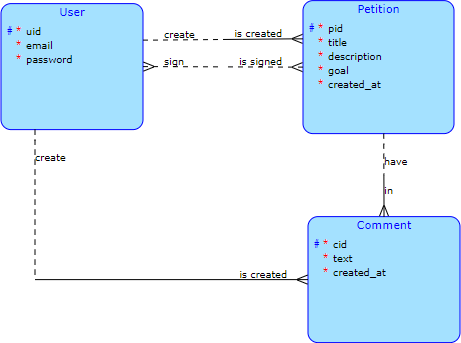 User
# * uid
* email
* password
create
is created
sign
is signed
Petition
# * pid
* title
* description
* goal
* created_at
create
have
in
Comment
# * cid
* text
* created_at
is created